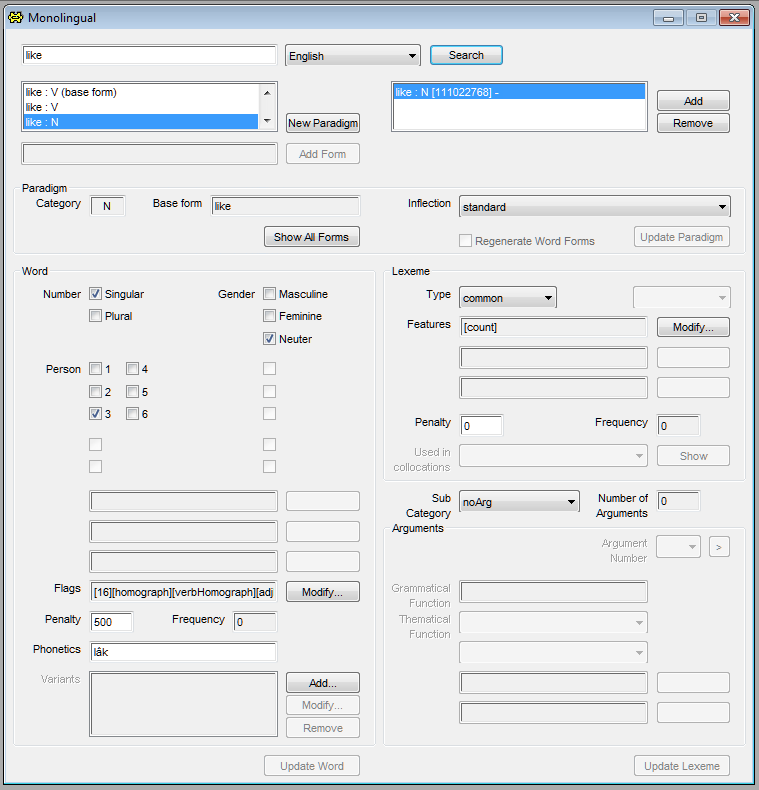 Monolingual
like English Search
like : V (base form)
like : V
like : N
like : N [111022768] -
New Paradigm
Add
Remove
Add Form
Paradigm
Category N Base form like Inflection standard
Show All Forms Regenerate Word Forms Update Paradigm
Word
Number Singular Gender Masculine
Plural Feminine
Neuter
Person 1 4
2 5
3 6
Flags [16][homograph][verbHomograph][adj Modify...
Penalty 500 Frequency 0
Phonetics lâk
Variants Add...
Modify...
Remove
Update Word
Lexeme
Type common
Features [count] Modify...
Penalty 0 Frequency 0
Used in
collocations Show
Sub
Category noArg Number of
Arguments 0
Arguments
Argument
Number >
Grammatical
Function
Thematical
Function
Update Lexeme